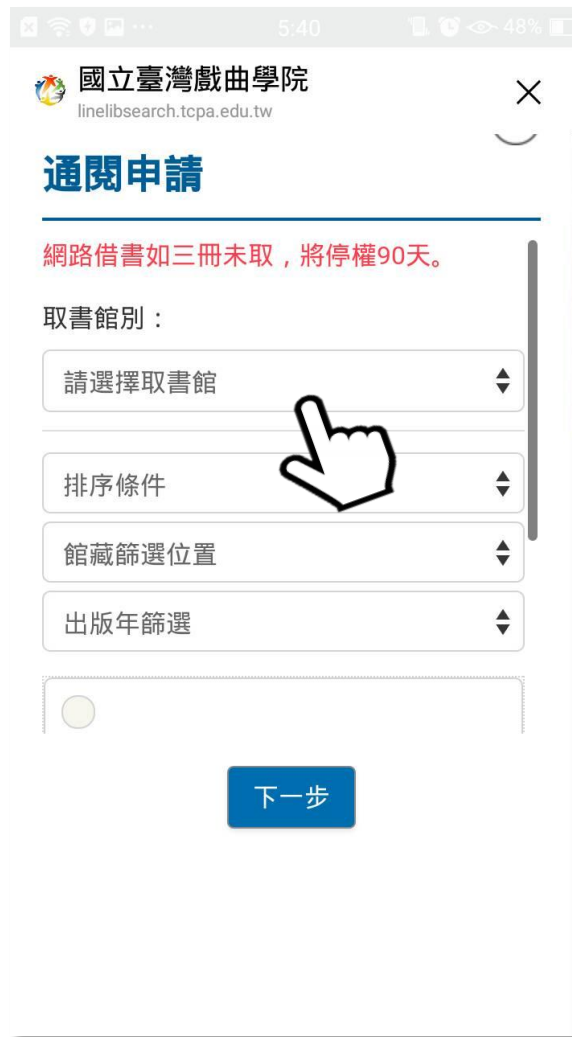 5:40
48%
國立臺灣戲曲學院
linelibsearch.tcpa.edu.tw
通閱申請
網路借書如三冊未取，將停權90天。
取書館別：
請選擇取書館
排序條件
館藏篩選位置
出版年篩選
下一步